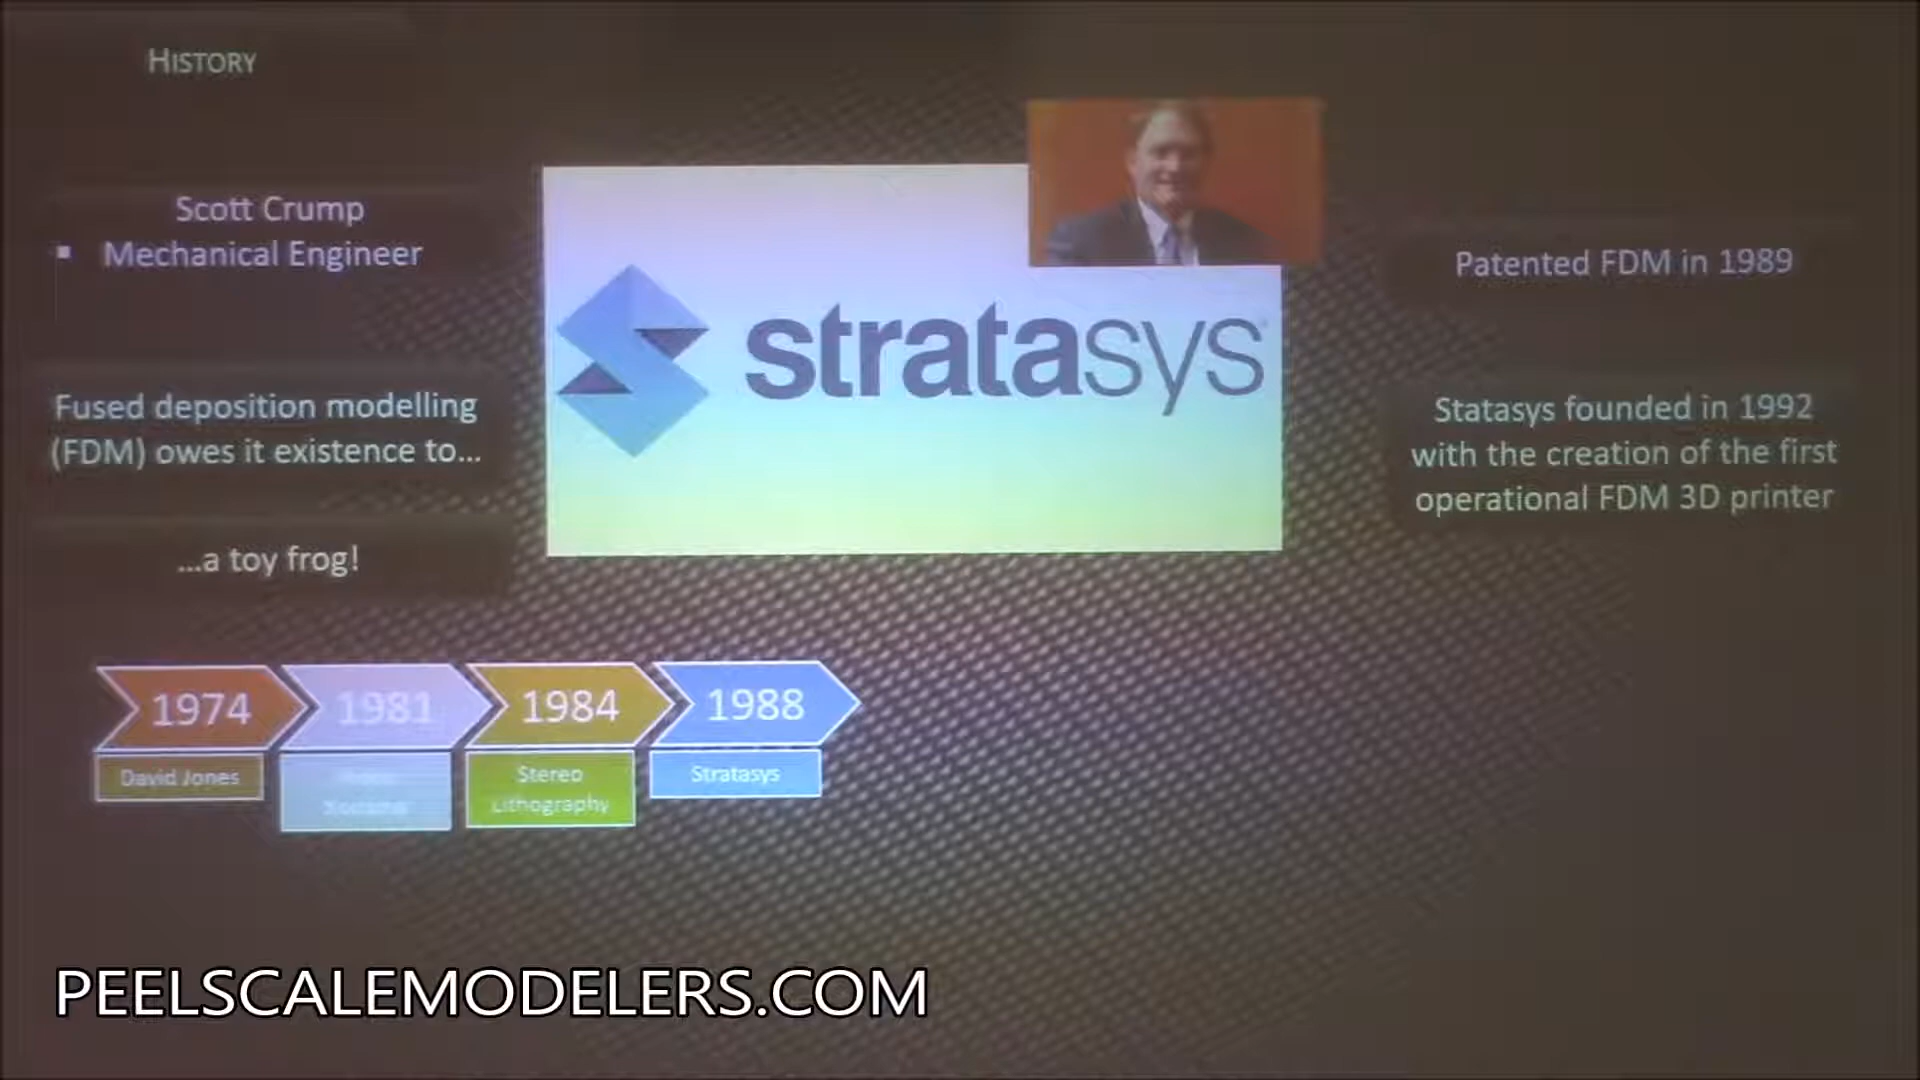 HISTORY
Scott Crump
▪ Mechanical Engineer
Fused deposition modelling
(FDM) owes it existence to...
...a toy frog!
stratasys
Patented FDM in 1989
Statasys founded in 1992
with the creation of the first
operational FDM 3D printer
1974
1981
1984
1988
David Jones
Stereo
Lithography
Stratasys
PEELSCALEMODELERS.COM